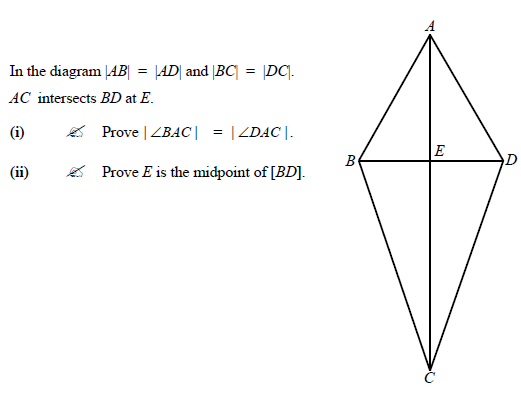 In the diagram |AB| = |AD| and |BC| = |DC|.
AC intersects BD at E.
(i) Prove |∠BAC| = |∠DAC|.
(ii) Prove E is the midpoint of [BD].
A
B
E
D
C